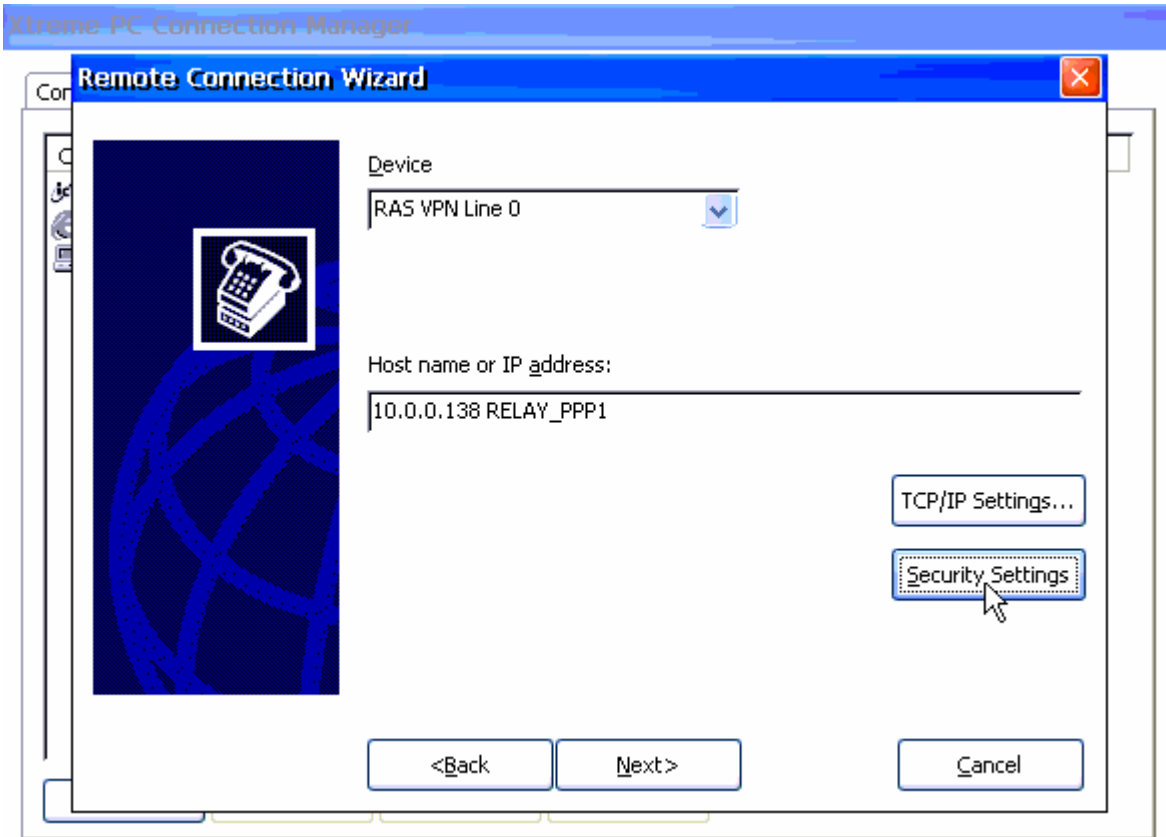 Xtreme PC Connection Manager
Remote Connection Wizard
Device
RAS VPN Line 0
Host name or IP address:
10.0.0.138 RELAY_PPP1
TCP/IP Settings...
Security Settings
<Back
Next>
Cancel